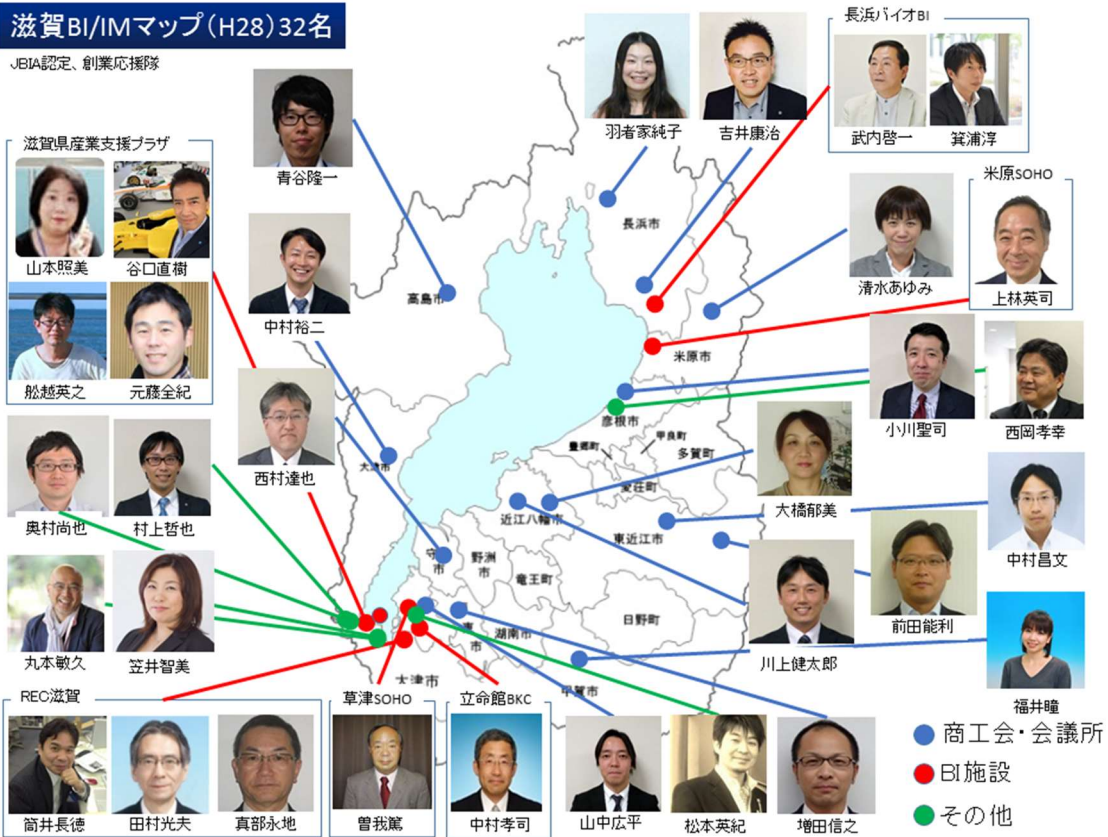 滋賀BI/IMマップ(H28)32名
JBIA認定、創業応援隊
長浜バイオBI
羽者家純子
吉井康治
武内啓一
箕浦淳
青谷隆一
滋賀県産業支援プラザ
山本照美
谷口直樹
米原SOHO
清水あゆみ
上林英司
長浜市
高島市
中村裕二
米原市
船越英之
元藤全紀
彦根市
小川聖司
西岡孝幸
豊郷町
甲良町
多賀町
大津市
西村達也
愛荘町
大橋郁美
奥村尚也
村上哲也
近江八幡市
東近江市
中村昌文
守
市
野洲
市
竜王町
前田能利
日野町
川上健太郎
丸本敏久
笠井智美
湖南市
市
大津市
甲賀市
福井瞳
REC滋賀
草津SOHO
立命館BKC
筒井長徳
田村光夫
真部永地
曽我篤
中村孝司
山中広平
松本英紀
増田信之
商工会・会議所
BI施設
その他